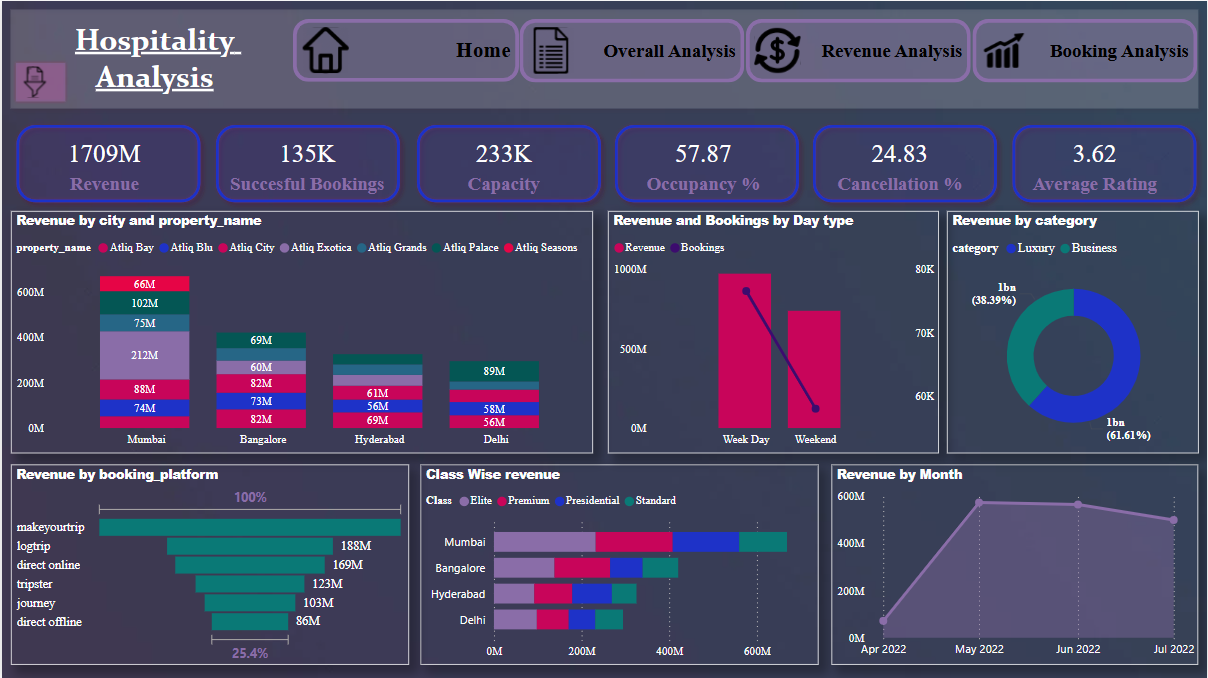 Hospitality
Analysis
Home
Overall Analysis
Revenue Analysis
Booking Analysis
1709M
Revenue
135K
Succesful Bookings
233K
Capacity
57.87
Occupancy %
24.83
Cancellation %
3.62
Average Rating
Revenue by city and property_name
property_name Atliq Bay Atliq Blu Atliq City Atliq Exotica Atliq Grands Atliq Palace Atliq Seasons
600M
400M
200M
0M
66M
102M
75M
212M
88M
74M
69M
60M
82M
73M
82M
61M
56M
69M
89M
58M
56M
Mumbai Bangalore Hyderabad Delhi
Revenue and Bookings by Day type
Revenue Bookings
1000M
500M
0M
80K
70K
60K
Week Day Weekend
Revenue by category
category Luxury Business
1bn
(38.39%)
1bn
(61.61%)
Revenue by booking_platform
100%
makeyourtrip
logtrip 188M
direct online 169M
tripster 123M
journey 103M
direct offline 86M
25.4%
Class Wise revenue
Class Elite Premium Presidential Standard
Mumbai
Bangalore
Hyderabad
Delhi
0M 200M 400M 600M
Revenue by Month
600M
400M
200M
0M
Apr 2022 May 2022 Jun 2022 Jul 2022